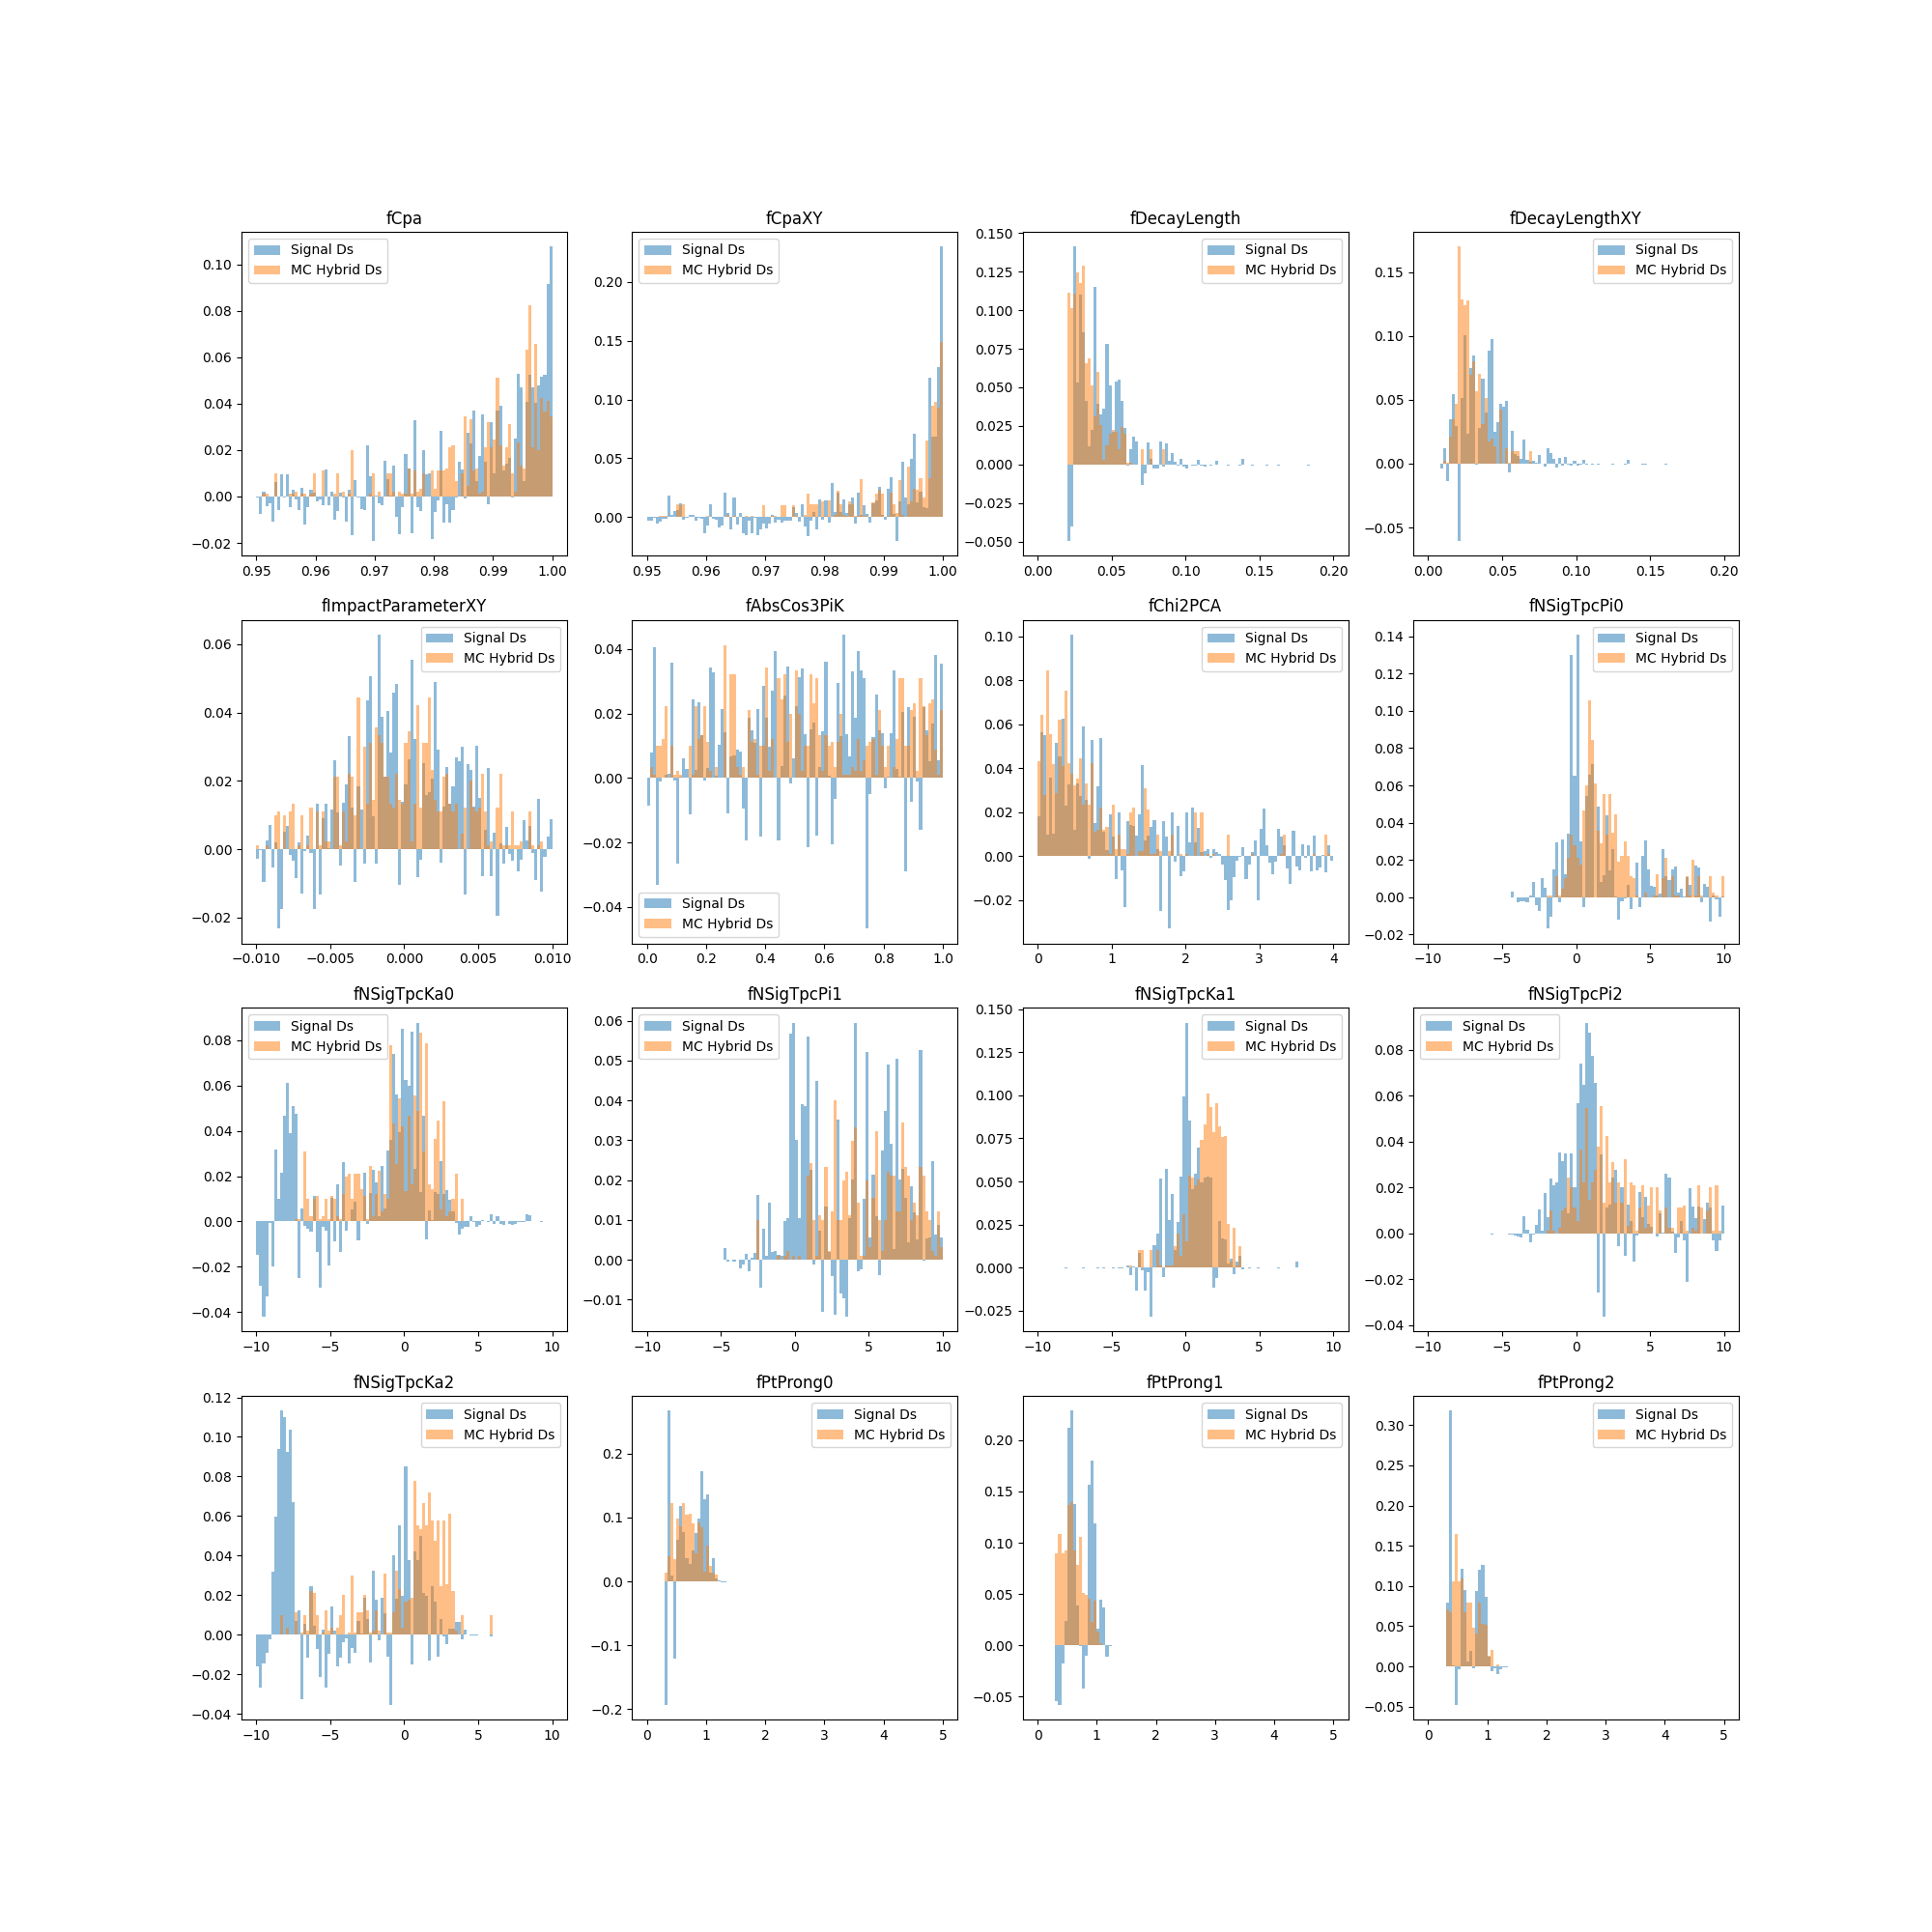 fCpa
Signal Ds
MC Hybrid Ds
0.10
0.08
0.06
0.04
0.02
0.00
−0.02
0.95 0.96 0.97 0.98 0.99 1.00
fCpaXY
Signal Ds
MC Hybrid Ds
0.20
0.15
0.10
0.05
0.00
0.95 0.96 0.97 0.98 0.99 1.00
fDecayLength
Signal Ds
MC Hybrid Ds
0.150
0.125
0.100
0.075
0.050
0.025
0.000
−0.025
−0.050
0.00 0.05 0.10 0.15 0.20
fDecayLengthXY
Signal Ds
MC Hybrid Ds
0.15
0.10
0.05
0.00
−0.05
0.00 0.05 0.10 0.15 0.20
fImpactParameterXY
Signal Ds
MC Hybrid Ds
0.06
0.04
0.02
0.00
−0.02
−0.010 −0.005 0.000 0.005 0.010
fAbsCos3PiK
0.04
0.02
0.00
−0.02
−0.04
Signal Ds
MC Hybrid Ds
0.0 0.2 0.4 0.6 0.8 1.0
fChi2PCA
Signal Ds
MC Hybrid Ds
0.10
0.08
0.06
0.04
0.02
0.00
−0.02
0 1 2 3 4
fNSigTpcPi0
Signal Ds
MC Hybrid Ds
0.14
0.12
0.10
0.08
0.06
0.04
0.02
0.00
−0.02
−10 −5 0 5 10
fNSigTpcKa0
Signal Ds
MC Hybrid Ds
0.08
0.06
0.04
0.02
0.00
−0.02
−0.04
−10 −5 0 5 10
fNSigTpcPi1
Signal Ds
MC Hybrid Ds
0.06
0.05
0.04
0.03
0.02
0.01
0.00
−0.01
−10 −5 0 5 10
fNSigTpcKa1
Signal Ds
MC Hybrid Ds
0.150
0.125
0.100
0.075
0.050
0.025
0.000
−0.025
−10 −5 0 5 10
fNSigTpcPi2
Signal Ds
MC Hybrid Ds
0.08
0.06
0.04
0.02
0.00
−0.02
−0.04
−10 −5 0 5 10
fNSigTpcKa2
Signal Ds
MC Hybrid Ds
0.12
0.10
0.08
0.06
0.04
0.02
0.00
−0.02
−0.04
−10 −5 0 5 10
fPtProng0
Signal Ds
MC Hybrid Ds
0.2
0.1
0.0
−0.1
−0.2
0 1 2 3 4 5
fPtProng1
Signal Ds
MC Hybrid Ds
0.20
0.15
0.10
0.05
0.00
−0.05
0 1 2 3 4 5
fPtProng2
Signal Ds
MC Hybrid Ds
0.30
0.25
0.20
0.15
0.10
0.05
0.00
−0.05
0 1 2 3 4 5